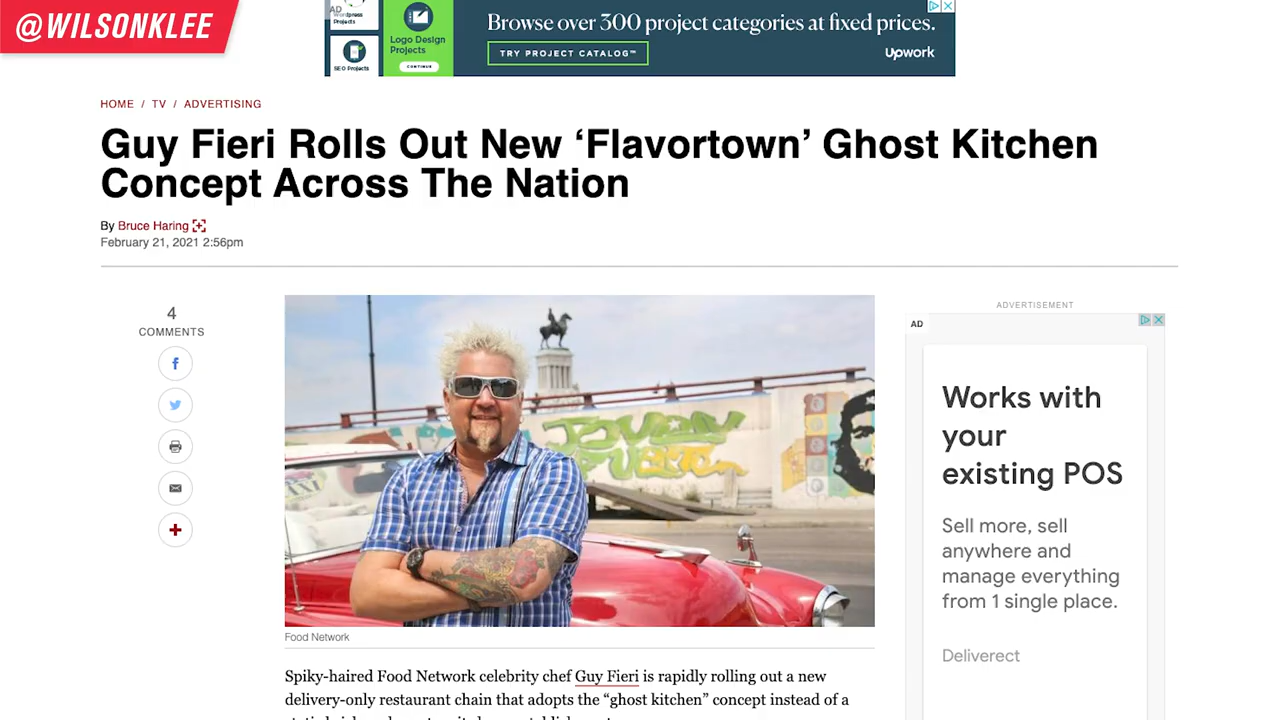 @WILSONKLEE
AD
Wordpress
Projects
SEO Projects
Logo Design
Projects
CONTINUE
Browse over 300 project categories at fixed prices.
TRY PROJECT CATALOG™
Upwork
HOME / TV / ADVERTISING
Guy Fieri Rolls Out New ‘Flavortown’ Ghost Kitchen
Concept Across The Nation
By Bruce Haring
February 21, 2021 2:56pm
4
COMMENTS
Food Network
Spiky-haired Food Network celebrity chef Guy Fieri is rapidly rolling out a new
delivery-only restaurant chain that adopts the “ghost kitchen” concept instead of a
ADVERTISEMENT
AD
Works with
your
existing POS
Sell more, sell
anywhere and
manage everything
from 1 single place.
Deliverect